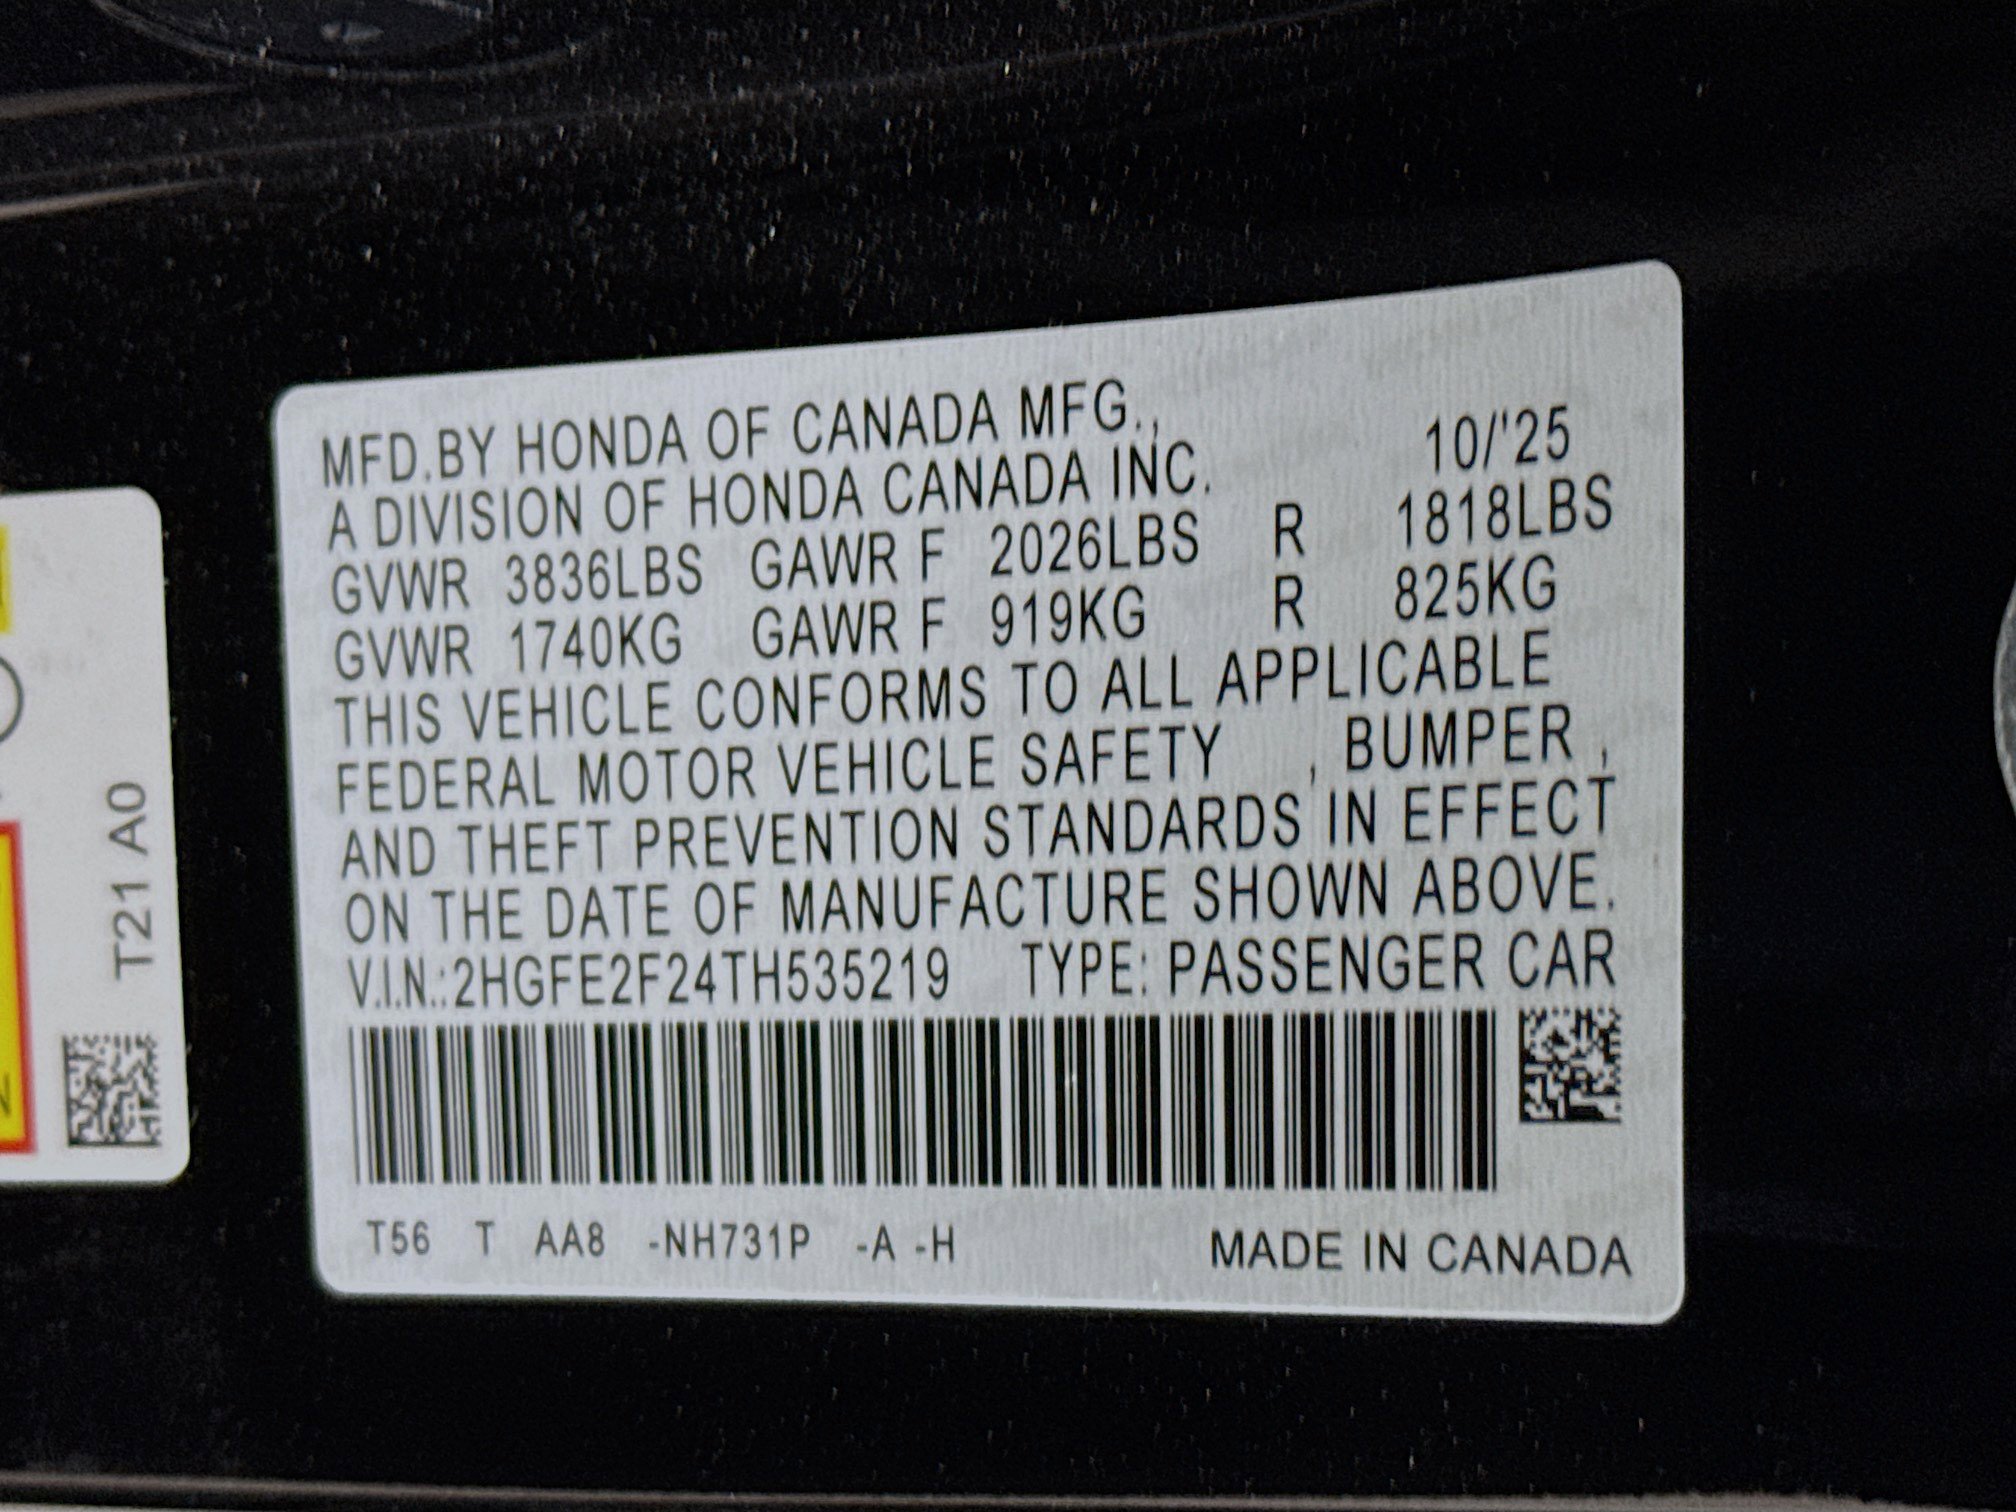 MFD.BY HONDA OF CANADA MFG.,
A DIVISION OF HONDA CANADA INC. 10/'25
GVWR 3836LBS GAWR F 2026LBS R 1818LBS
GVWR 1740KG GAWR F 919KG R 825KG
THIS VEHICLE CONFORMS TO ALL APPLICABLE
FEDERAL MOTOR VEHICLE SAFETY , BUMPER ,
AND THEFT PREVENTION STANDARDS IN EFFECT
ON THE DATE OF MANUFACTURE SHOWN ABOVE.
V.I.N.:2HGFE2F24TH535219 TYPE: PASSENGER CAR
T56 T AA8 -NH731P -A -H MADE IN CANADA
T21 A0